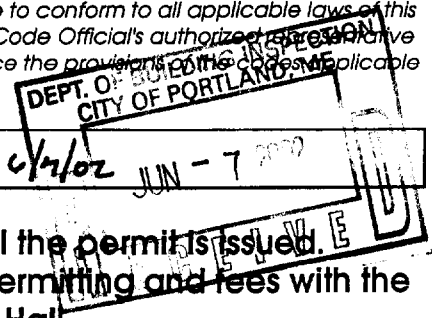 e to conform to all applicable laws of this
Code Official's authorized representative
ce the provisions of the codes applicable
DEPT. OF BUILDING INSPECTION
CITY OF PORTLAND, ME
6/7/02
JUN - 7
RECEIVED
l the permit is issued.
ermitting and fees with the
Hall